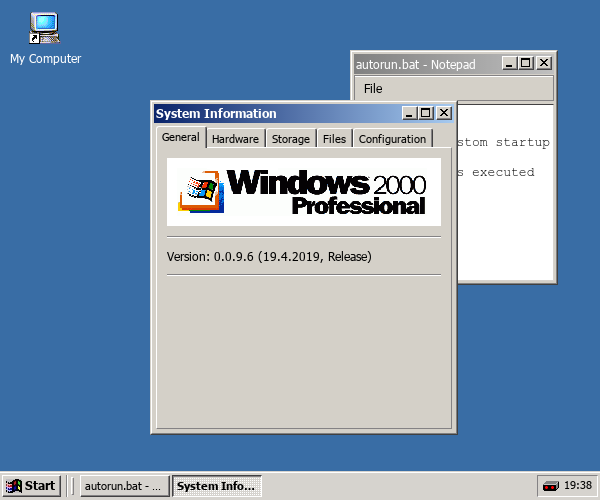 My Computer
autorun.bat - Notepad
File
stom startup
s executed
System Information
General Hardware Storage Files Configuration
Windows 2000
Professional
Version: 0.0.9.6 (19.4.2019, Release)
Start autorun.bat - ... System Info... 19:38